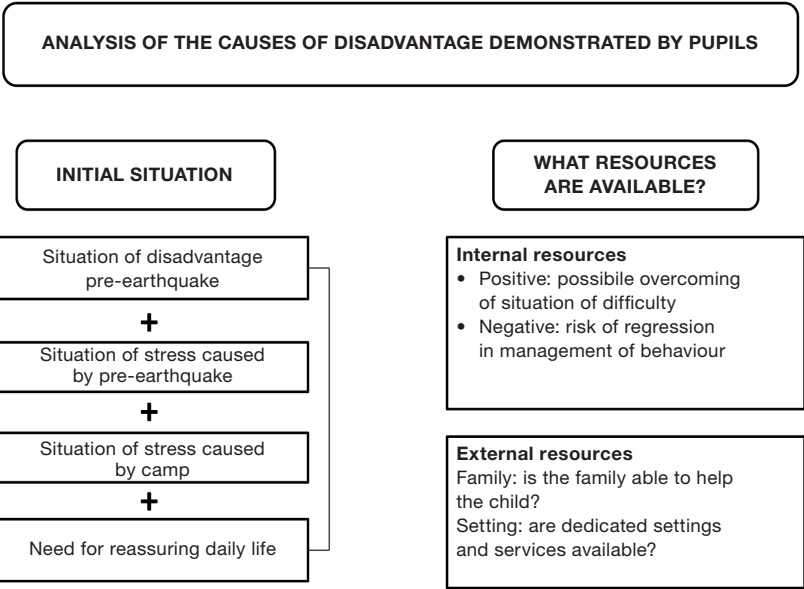 ANALYSIS OF THE CAUSES OF DISADVANTAGE DEMONSTRATED BY PUPILS
INITIAL SITUATION
Situation of disadvantage
pre-earthquake
+
Situation of stress caused
by pre-earthquake
+
Situation of stress caused
by camp
+
Need for reassuring daily life
WHAT RESOURCES
ARE AVAILABLE?
Internal resources
• Positive: possibile overcoming
of situation of difficulty
• Negative: risk of regression
in management of behaviour
External resources
Family: is the family able to help
the child?
Setting: are dedicated settings
and services available?